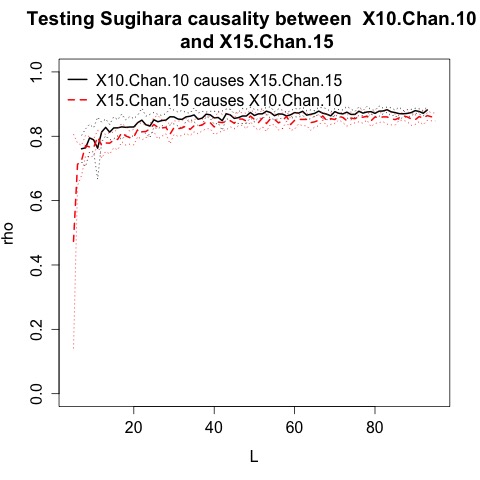 Testing Sugihara causality between  X10.Chan.10
and X15.Chan.15
X10.Chan.10 causes X15.Chan.15
X15.Chan.15 causes X10.Chan.10
rho
1.0
0.8
0.6
0.4
0.2
0.0
20 40 60 80
L